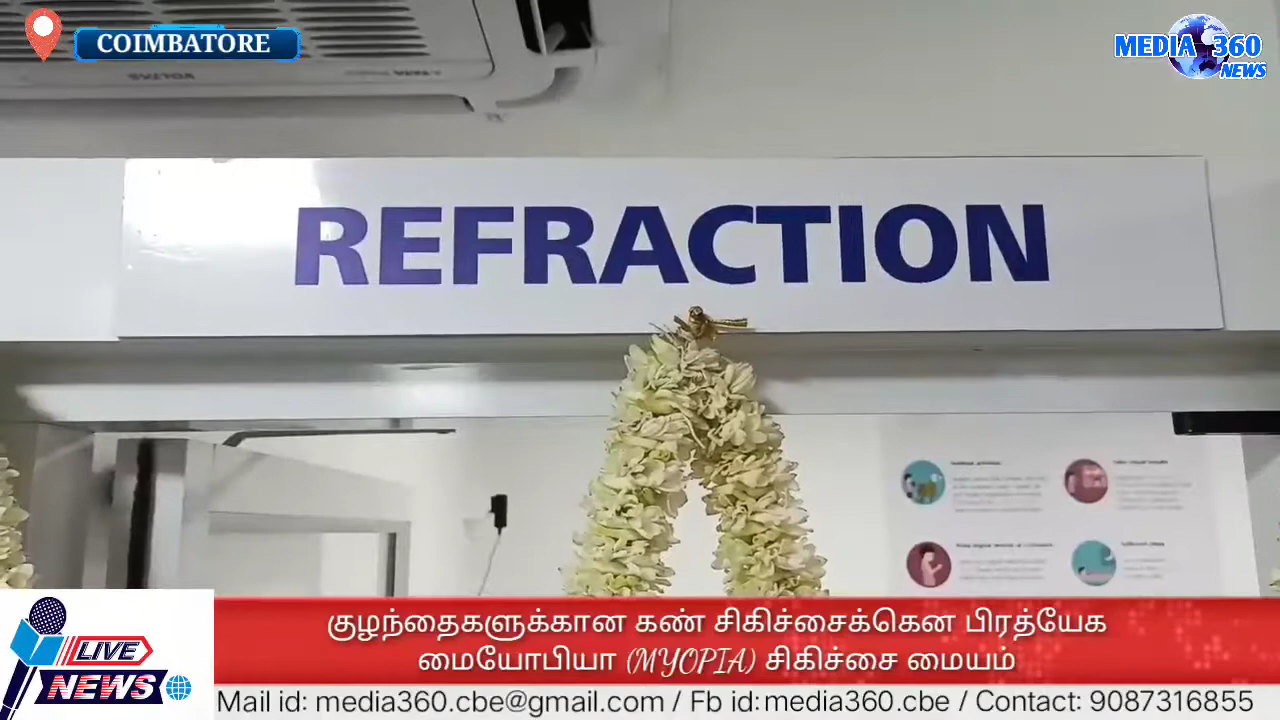 COIMBATORE
MEDIA 360
NEWS
VOLTAS
REFRACTION
குழந்தைகளுக்கான கண் சிகிச்சைக்கென பிரத்யேக
மையோபியா (MYOPIA) சிகிச்சை மையம்
LIVE
NEWS
Mail id: media360.cbe@gmail.com / Fb id: media360.cbe / Contact: 9087316855